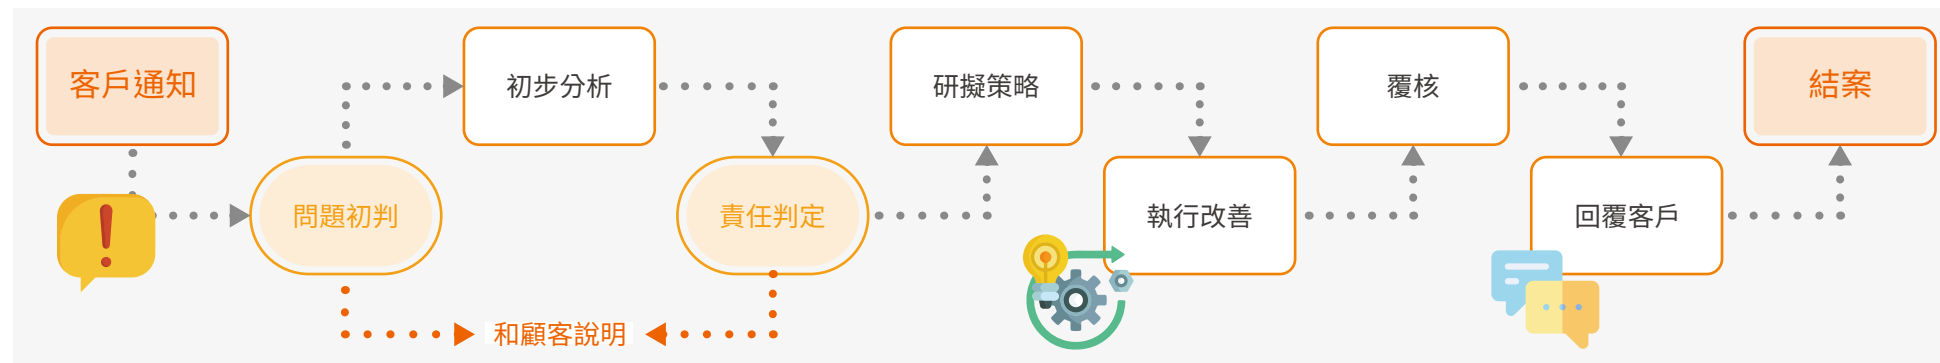 客戶通知
問題初判
初步分析
責任判定
和顧客說明
研擬策略
執行改善
覆核
回覆客戶
結案